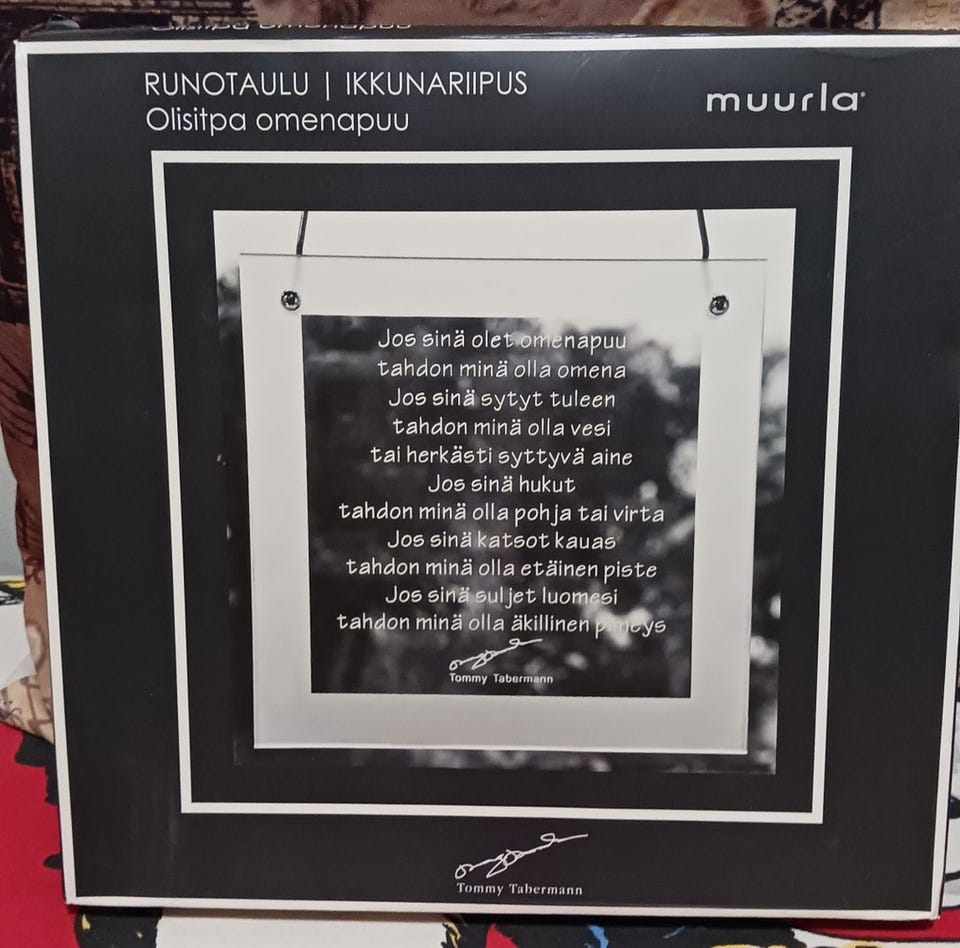 RUNOTAULU | IKKUNARIIPUS
Olisitpa omenapuu
muurla
Jos sinä olet omenapuu
tahdon minä olla omena
Jos sinä sytyt tuleen
tahdon minä olla vesi
tai herkästi syttyvä aine
Jos sinä hukut
tahdon minä olla pohja tai virta
Jos sinä katsot kauas
tahdon minä olla etäinen piste
Jos sinä suljet luomesi
tahdon minä olla äkillinen pimeys
Tommy Tabermann
Tommy Tabermann